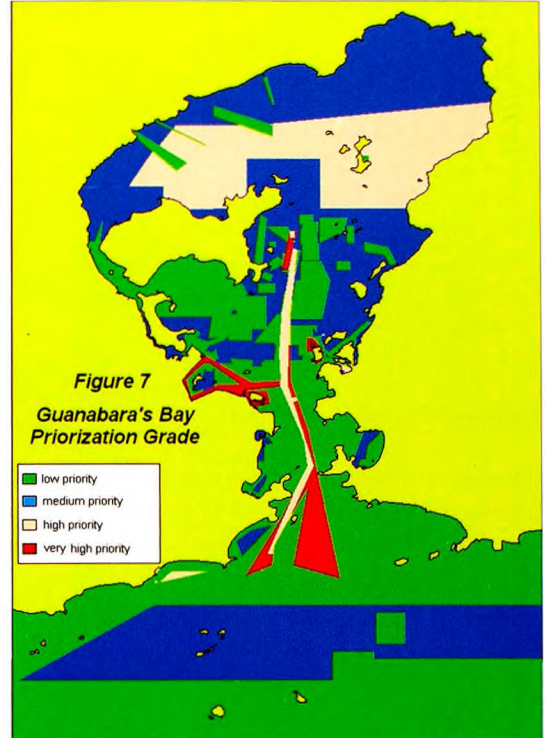 Figure 7
Guanabara's Bay
Priorization Grade
low priority
medium priority
high priority
very high priority